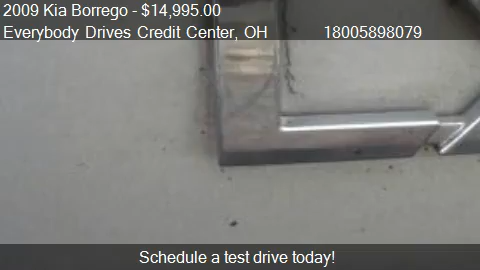 2009 Kia Borrego - $14,995.00
Everybody Drives Credit Center, OH 18005898079
Schedule a test drive today!